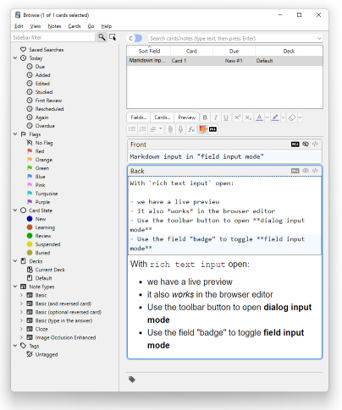 Browse (1 of 1 cards selected)
Edit View Notes Cards Go Help
Sidebar filter
C
Search cards/notes (type text, then press Enter)
Saved Searches
Today
Due
Added
Edited
Studied
First Review
Rescheduled
Again
Overdue
Flags
No Flag
Red
Orange
Green
Blue
Pink
Turquoise
Purple
Card State
New
Learning
Review
Suspended
Buried
Decks
Current Deck
Default
Note Types
Basic
Basic (and reversed card)
Basic (optional reversed card)
Basic (type in the answer)
Cloze
Image Occlusion Enhanced
Tags
Untagged
Sort Field Card Due Deck
Markdown inp... Card 1 New #1 Default
Fields... Cards... Preview B I U
Front
Markdown input in "field input mode"
Back
With `rich text input` open:
- we have a live preview
- it also *works* in the browser editor
- Use the toolbar button to open **dialog input
mode**
- Use the field "badge" to toggle **field input
mode**
With rich text input open:
• we have a live preview
• it also works in the browser editor
• Use the toolbar button to open dialog input
mode
• Use the field "badge" to toggle field input
mode